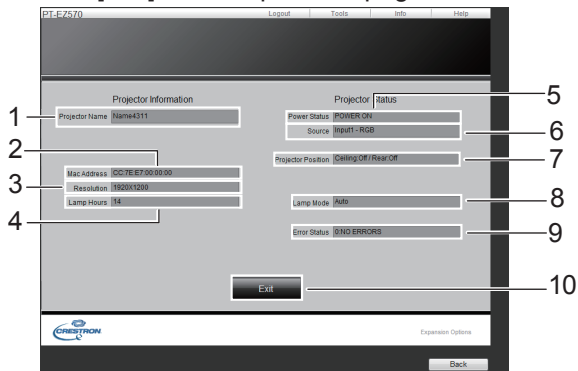 PT-EZ570
Logout Tools Info Help
Projector Information
Projector Status
5
1 Projector Name Name4311
Power Status POWER ON
Source Input1 - RGB 6
2
Projector Position Ceiling:Off / Rear:Off 7
Mac Address CC:7E:E7:00:00:00
3 Resolution 1920X1200
Lamp Hours 14
4
Lamp Mode Auto 8
Error Status 0:NO ERRORS 9
Exit 10
CRESTRON
Expansion Options
Back